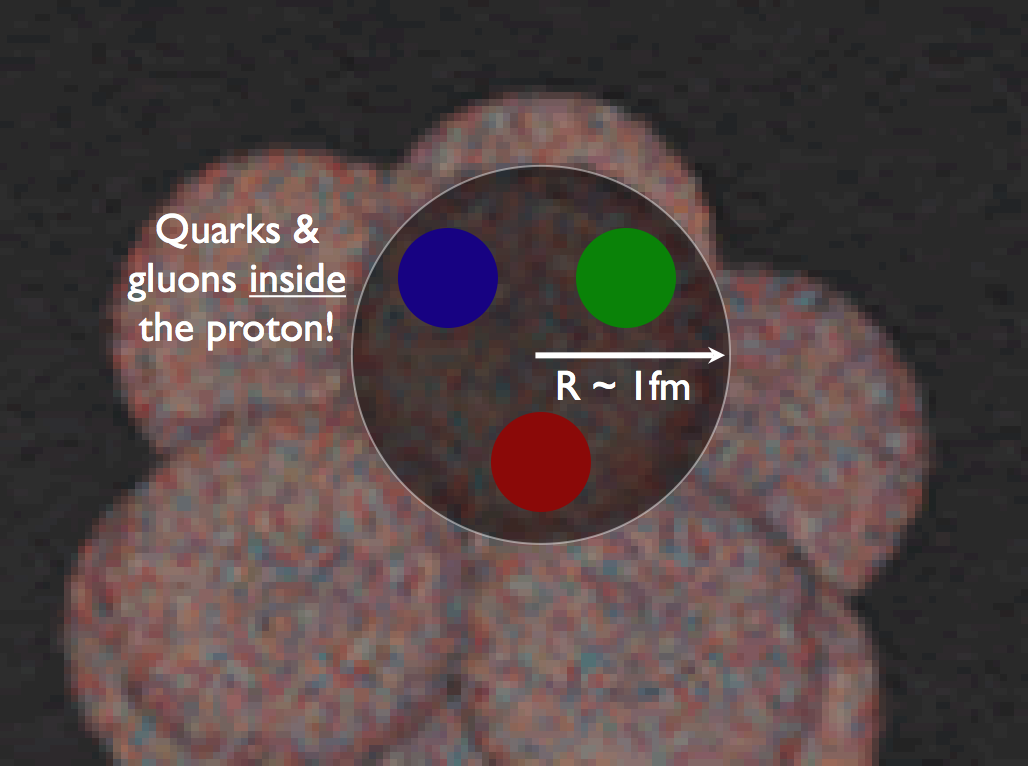 Quarks &
gluons inside
the proton!
R ~ 1fm